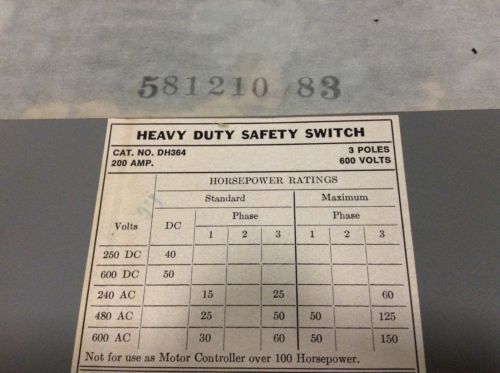 581210 83
HEAVY DUTY SAFETY SWITCH
CAT. NO. DH364 3 POLES
200 AMP. 600 VOLTS
HORSEPOWER RATINGS
Standard Maximum
Volts DC Phase Phase
1 2 3 1 2 3
250 DC 40
600 DC 50
240 AC 15 25 60
480 AC 25 50 50 125
600 AC 30 60 50 150
Not for use as Motor Controller over 100 Horsepower.